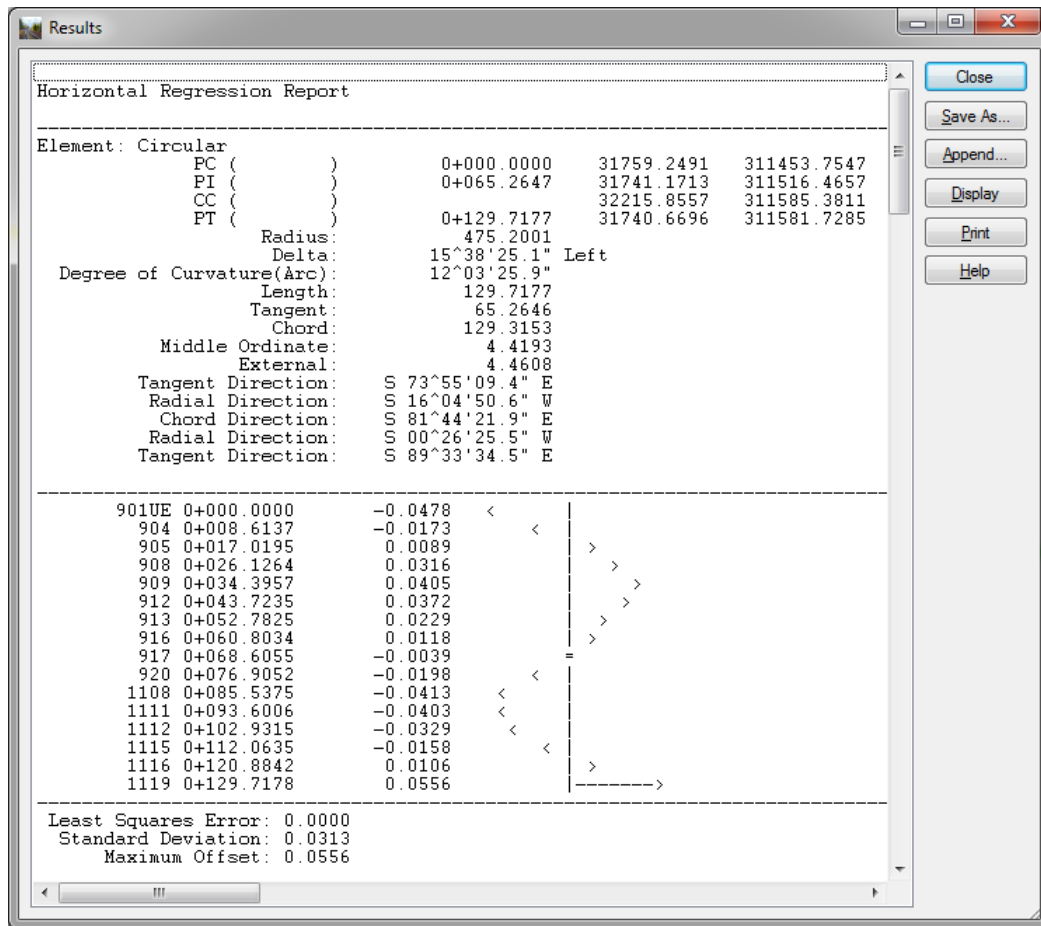 Results
Horizontal Regression Report
Element: Circular
PC ( ) 0+000.0000 31759.2491 311453.7547
PI ( ) 0+065.2647 31741.1713 311516.4657
CC ( ) 32215.8557 311585.3811
PT ( ) 0+129.7177 31740.6696 311581.7285
Radius: 475.2001
Delta: 15^38'25.1" Left
Degree of Curvature(Arc): 12^03'25.9"
Length: 129.7177
Tangent: 65.2646
Chord: 129.3153
Middle Ordinate: 4.4193
External: 4.4608
Tangent Direction: S 73^55'09.4" E
Radial Direction: S 16^04'50.6" W
Chord Direction: S 81^44'21.9" E
Radial Direction: S 00^26'25.5" W
Tangent Direction: S 89^33'34.5" E
901UE 0+000.0000 -0.0478 < |
904 0+008.6137 -0.0173 < |
905 0+017.0195 0.0089 | >
908 0+026.1264 0.0316 | >
909 0+034.3957 0.0405 | >
912 0+043.7235 0.0372 | >
913 0+052.7825 0.0229 | >
916 0+060.8034 0.0118 | >
917 0+068.6055 -0.0039 =
920 0+076.9052 -0.0198 < |
1108 0+085.5375 -0.0413 < |
1111 0+093.6006 -0.0403 < |
1112 0+102.9315 -0.0329 < |
1115 0+112.0635 -0.0158 < |
1116 0+120.8842 0.0106 | >
1119 0+129.7178 0.0556 |------->
Least Squares Error: 0.0000
Standard Deviation: 0.0313
Maximum Offset: 0.0556
Close
Save As...
Append...
Display
Print
Help